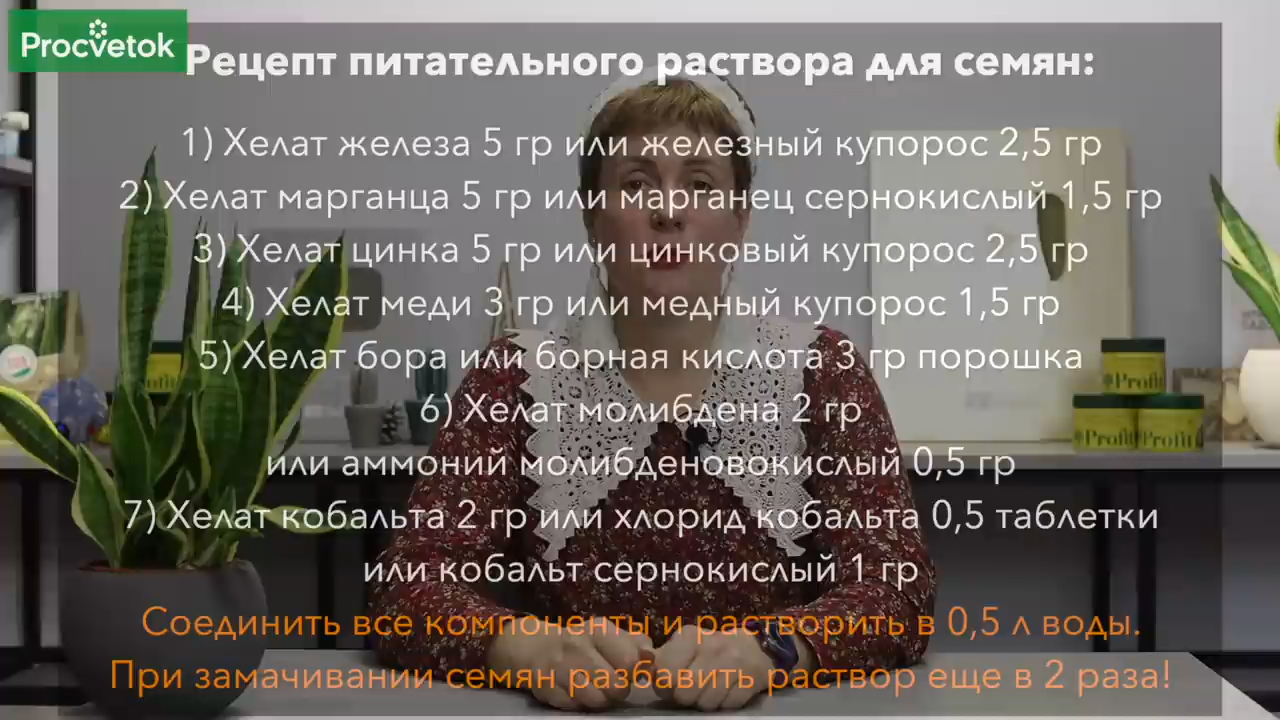 Procvetok
Рецепт питательного раствора для семян:
1) Хелат железа 5 гр или железный купорос 2,5 гр
2) Хелат марганца 5 гр или марганец сернокислый 1,5 гр
3) Хелат цинка 5 гр или цинковый купорос 2,5 гр
4) Хелат меди 3 гр или медный купорос 1,5 гр
5) Хелат бора или борная кислота 3 гр порошка
6) Хелат молибдена 2 гр
или аммоний молибденовокислый 0,5 гр
7) Хелат кобальта 2 гр или хлорид кобальта 0,5 таблетки
или кобальт сернокислый 1 гр
Соединить все компоненты и растворить в 0,5 л воды.
При замачивании семян разбавить раствор еще в 2 раза!